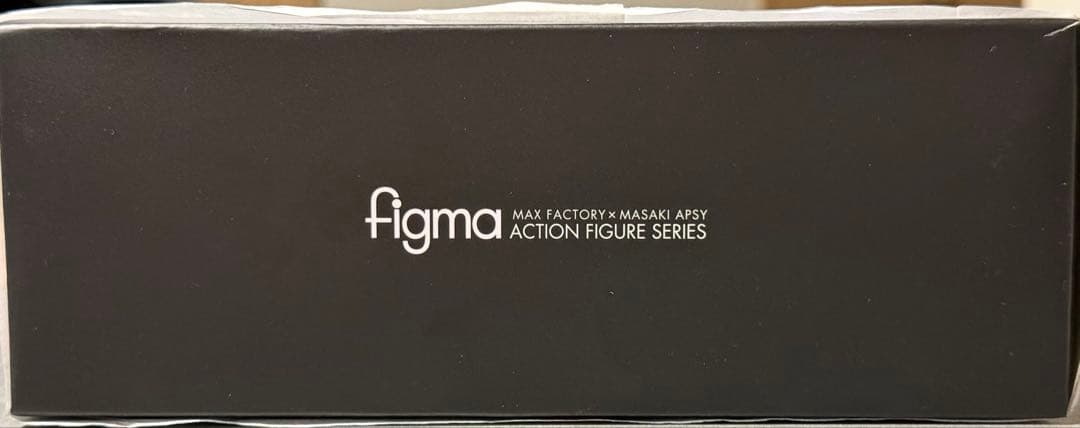 figma
MAX FACTORY × MASAKI APSY
ACTION FIGURE SERIES